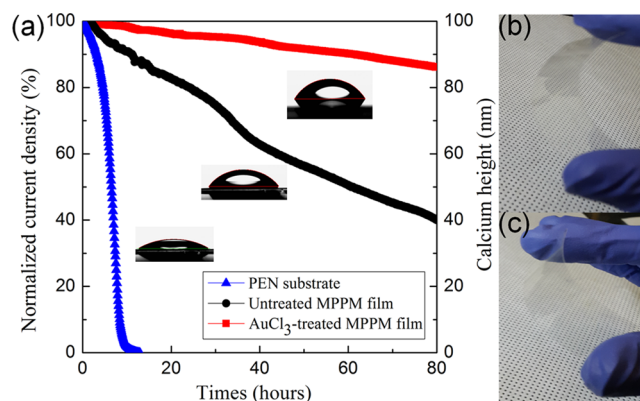 (a)
Normalized current density (%)
100
80
60
40
20
0
0
20
40
60
80
Times (hours)
100
80
60
40
20
0
Calcium height (nm)
PEN substrate
Untreated MPPM film
AuCl₃-treated MPPM film
(b)
(c)